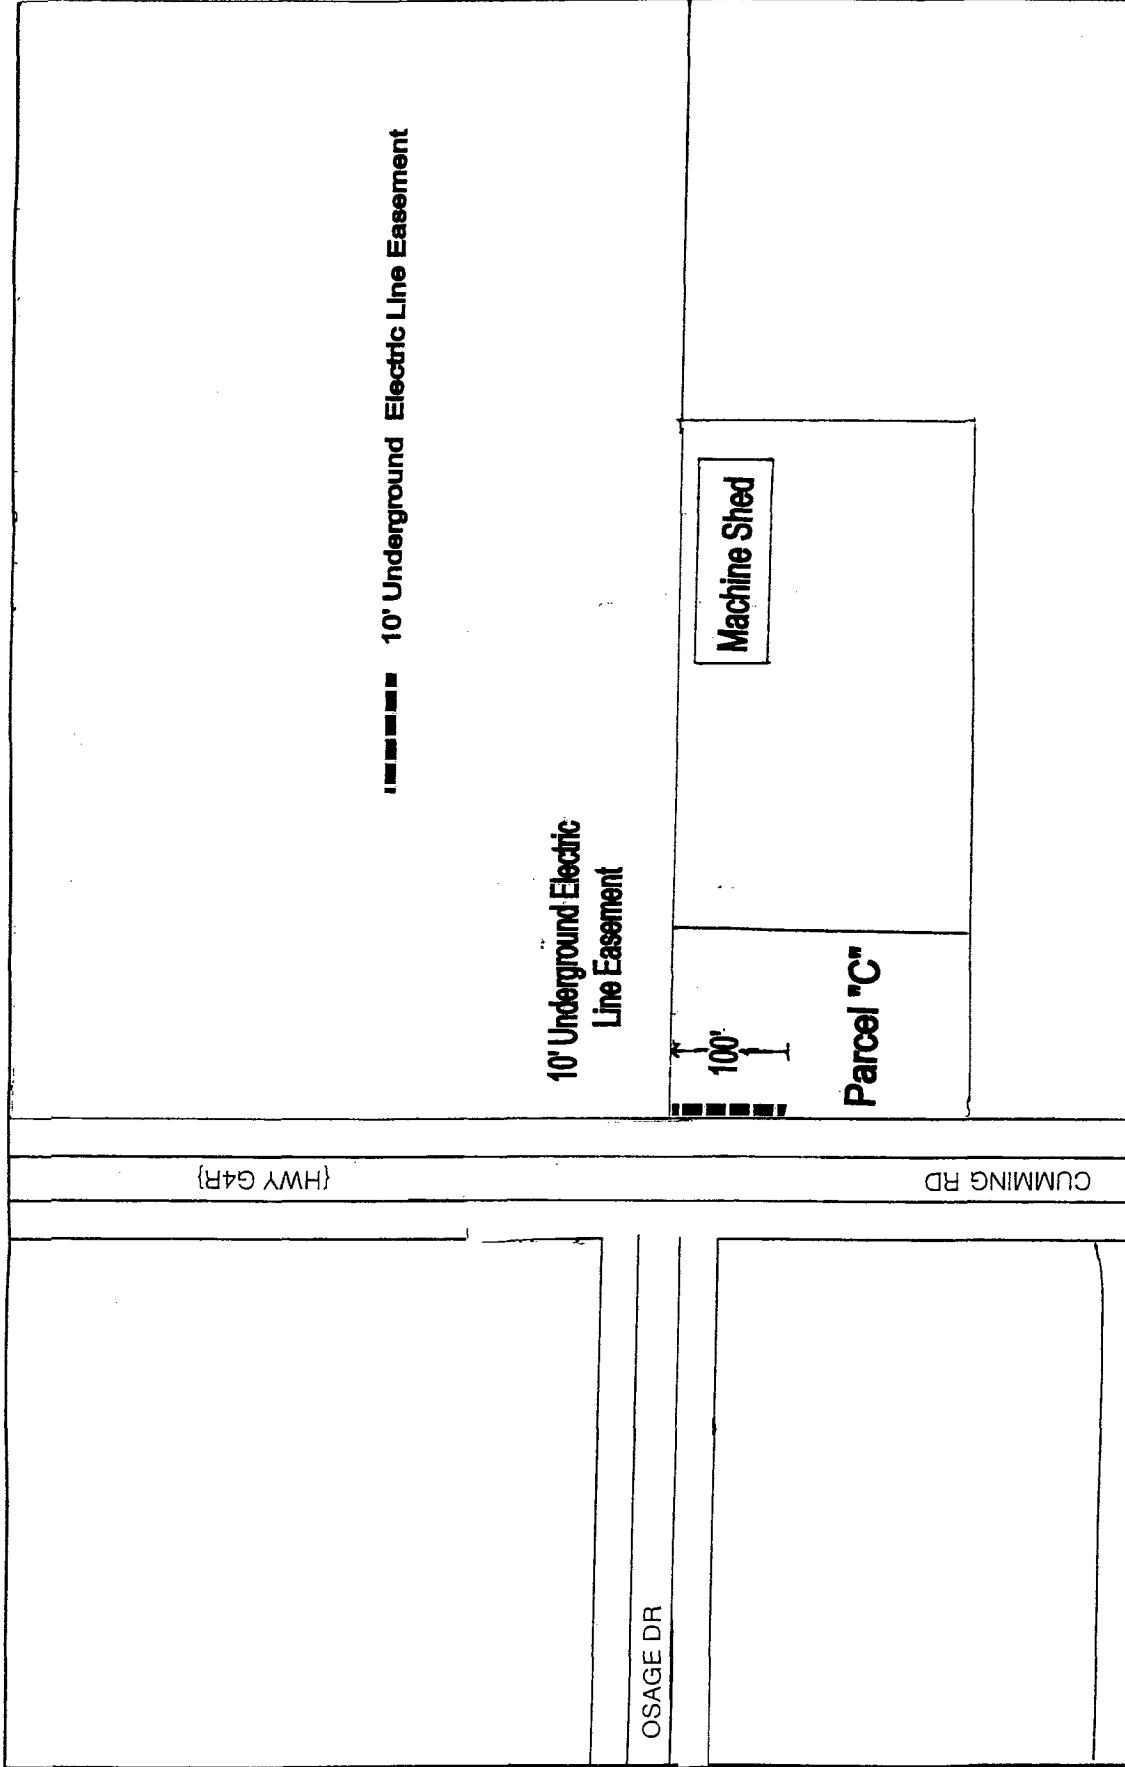 10' Underground Electric Line Easement
10' Underground Electric
Line Easement
Machine Shed
100'
Parcel "C"
{HWY G4R}
CUMMING RD
OSAGE DR